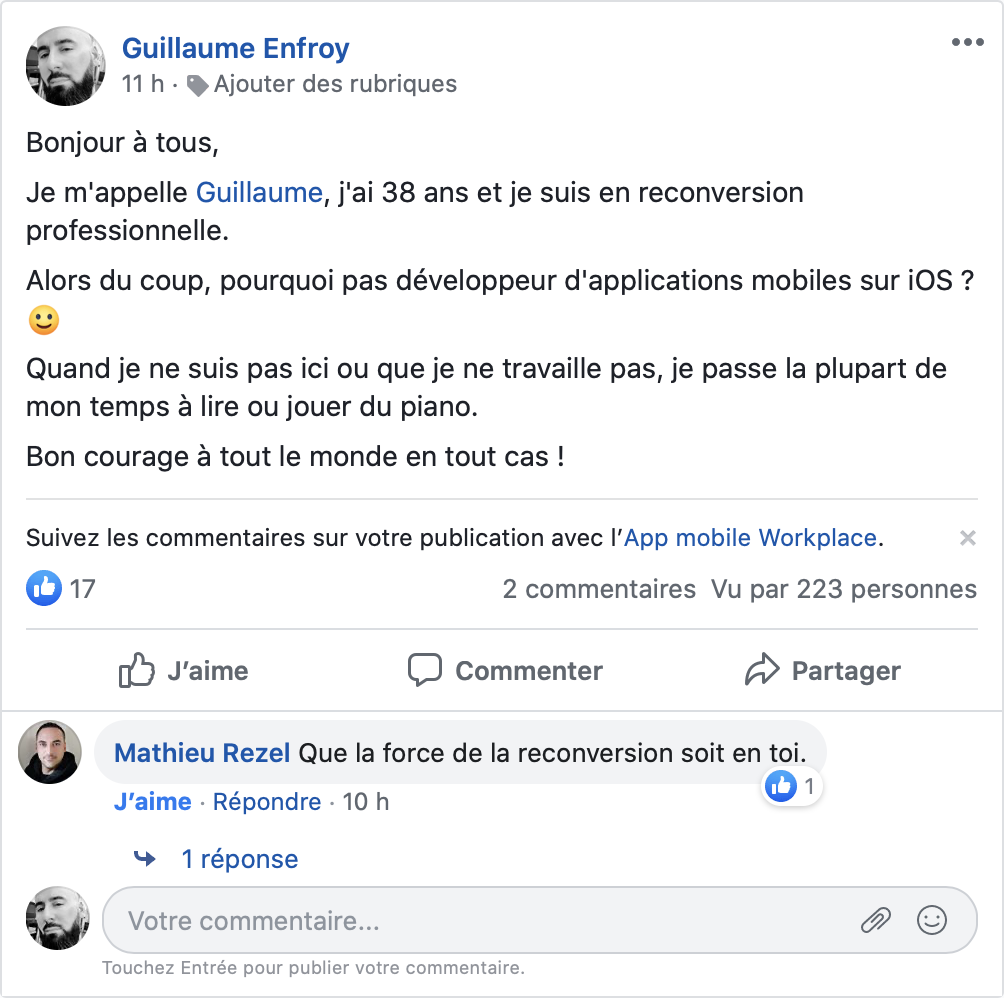 Guillaume Enfroy
11 h · Ajouter des rubriques
Bonjour à tous,
Je m'appelle Guillaume, j'ai 38 ans et je suis en reconversion
professionnelle.
Alors du coup, pourquoi pas développeur d'applications mobiles sur iOS ?
🙂
Quand je ne suis pas ici ou que je ne travaille pas, je passe la plupart de
mon temps à lire ou jouer du piano.
Bon courage à tout le monde en tout cas !
Suivez les commentaires sur votre publication avec l’App mobile Workplace.
17 2 commentaires Vu par 223 personnes
J’aime Commenter Partager
Mathieu Rezel Que la force de la reconversion soit en toi.
1
J’aime · Répondre · 10 h
1 réponse
Votre commentaire...
Touchez Entrée pour publier votre commentaire.